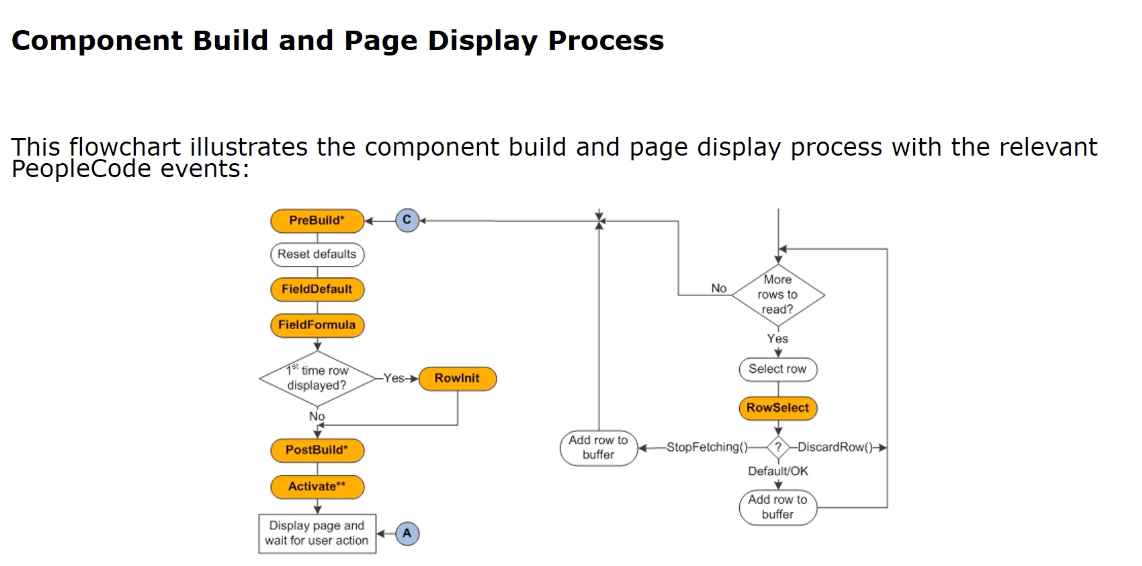 Component Build and Page Display Process
This flowchart illustrates the component build and page display process with the relevant
PeopleCode events:
PreBuild*
C
Reset defaults
FieldDefault
FieldFormula
1st time row
displayed?
Yes
RowInit
No
PostBuild*
Activate**
Display page and
wait for user action
A
More
rows to
read?
No
Yes
Select row
RowSelect
?
StopFetching()
DiscardRow()
Add row to
buffer
Default/OK
Add row to
buffer